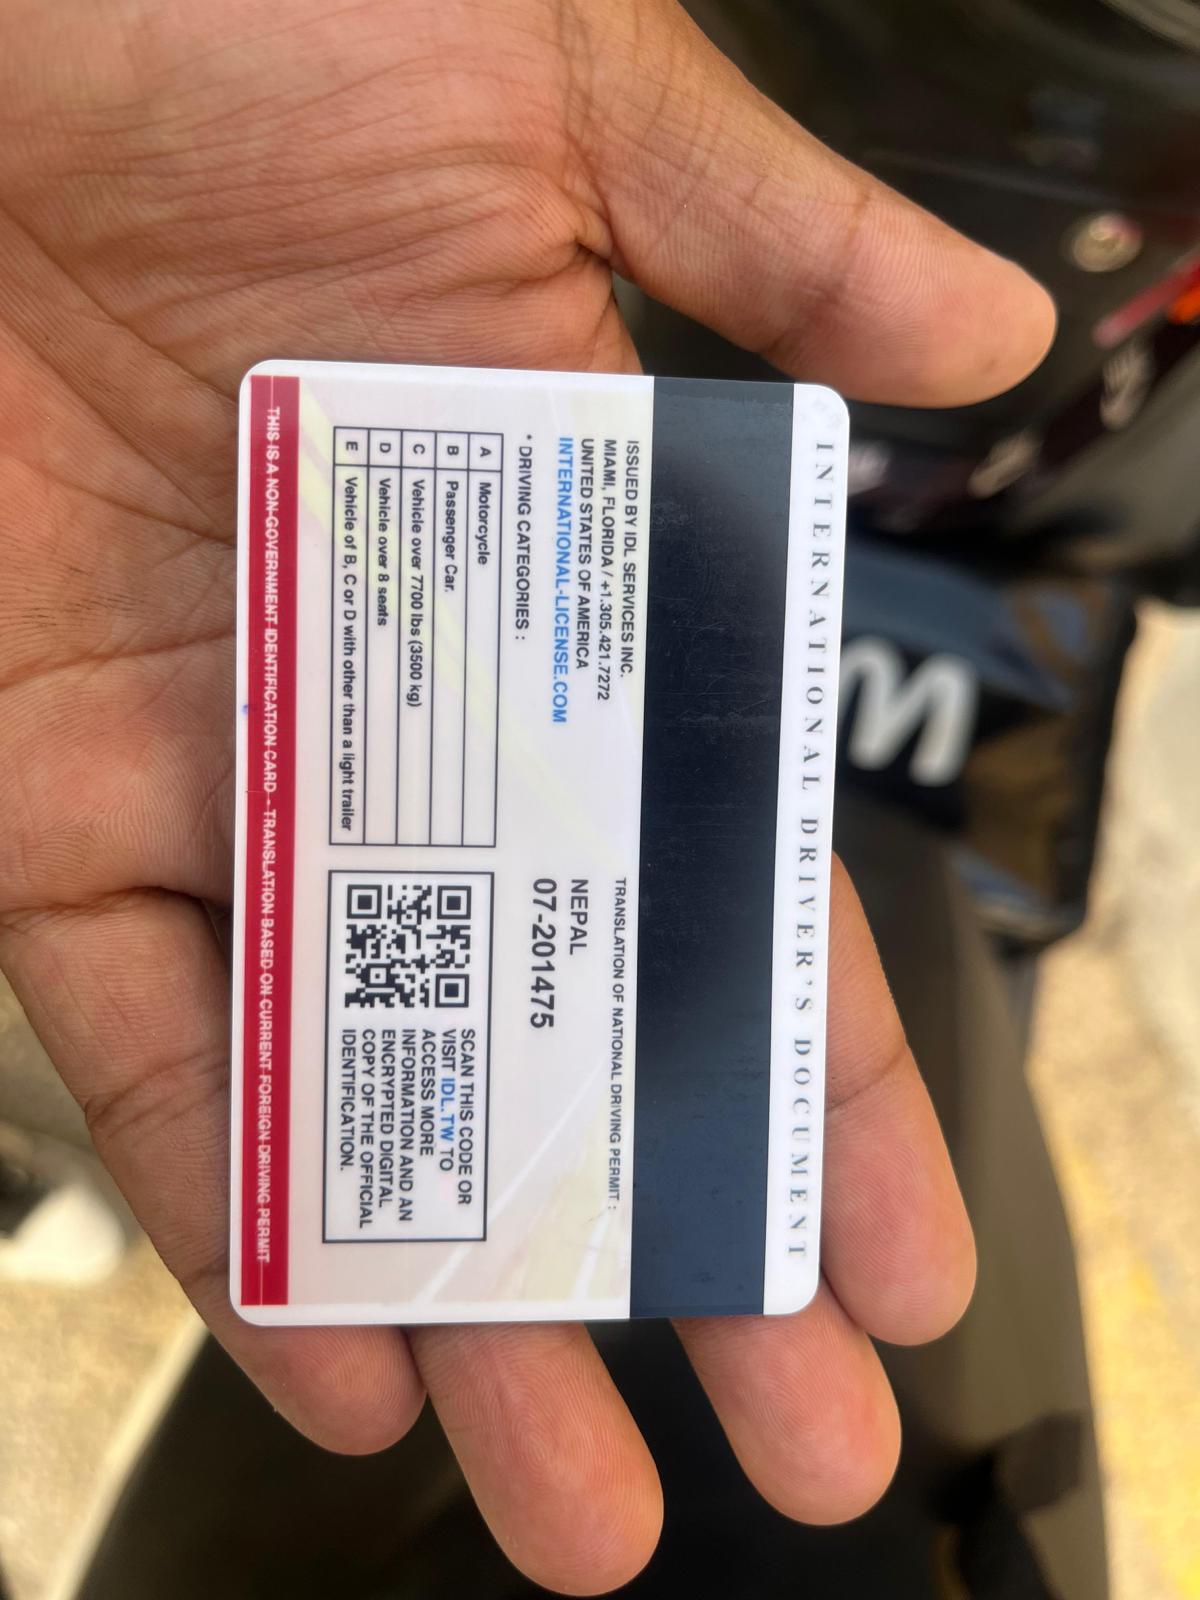 INTERNATIONAL DRIVER'S DOCUMENT
ISSUED BY IDL SERVICES INC.
MIAMI, FLORIDA / +1.305.421.7272
UNITED STATES OF AMERICA
INTERNATIONAL-LICENSE.COM
TRANSLATION OF NATIONAL DRIVING PERMIT :
NEPAL
07-201475
* DRIVING CATEGORIES :
A Motorcycle
B Passenger Car.
C Vehicle over 7700 lbs (3500 kg)
D Vehicle over 8 seats
E Vehicle of B, C or D with other than a light trailer
SCAN THIS CODE OR
VISIT IDL.TW TO
ACCESS MORE
INFORMATION AND AN
ENCRYPTED DIGITAL
COPY OF THE OFFICIAL
IDENTIFICATION.
THIS IS A NON-GOVERNMENT IDENTIFICATION CARD - TRANSLATION BASED ON CURRENT FOREIGN DRIVING PERMIT